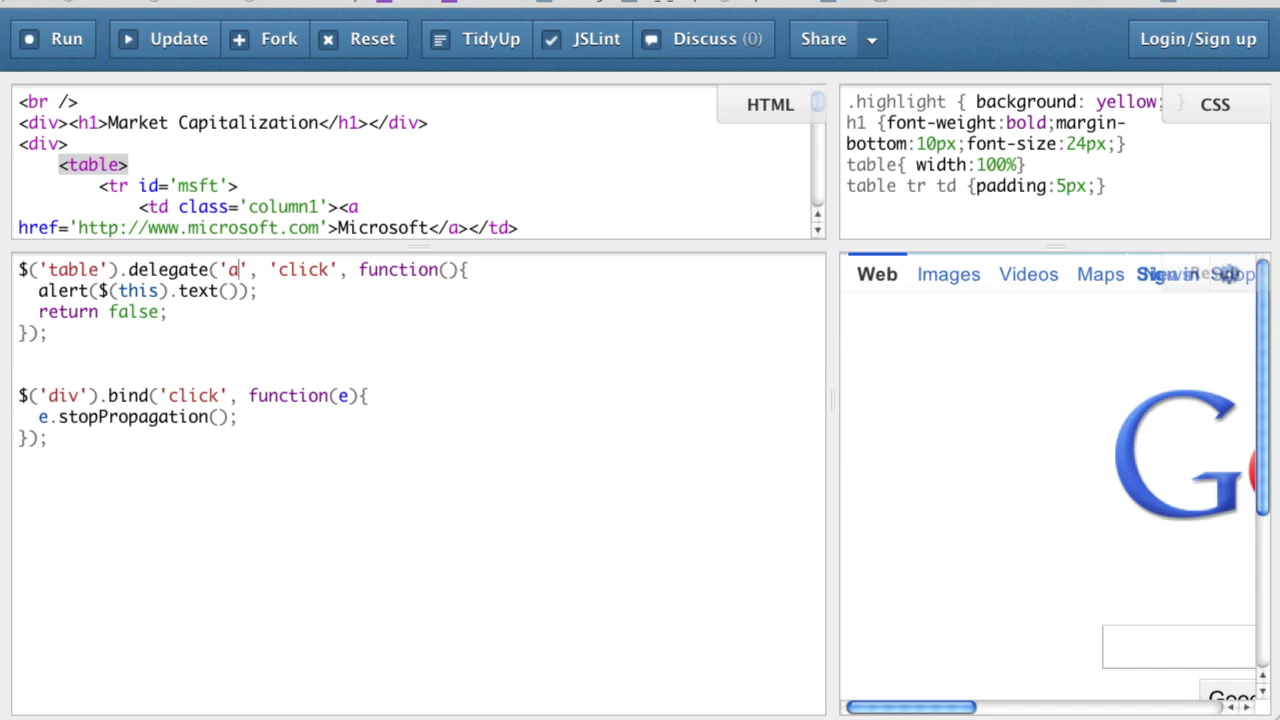 Run Update Fork Reset TidyUp JSLint Discuss (0) Share Login/Sign up
HTML
<br />
<div><h1>Market Capitalization</h1></div>
<div>
<table>
<tr id='msft'>
<td class='column1'><a
href='http://www.microsoft.com'>Microsoft</a></td>
CSS
.highlight { background: yellow; }
h1 {font-weight:bold;margin-
bottom:10px;font-size:24px;}
table{ width:100%}
table tr td {padding:5px;}
$('table').delegate('a', 'click', function(){
alert($(this).text());
return false;
});
$('div').bind('click', function(e){
e.stopPropagation();
});
Web Images Videos Maps Sign in
G
Goo